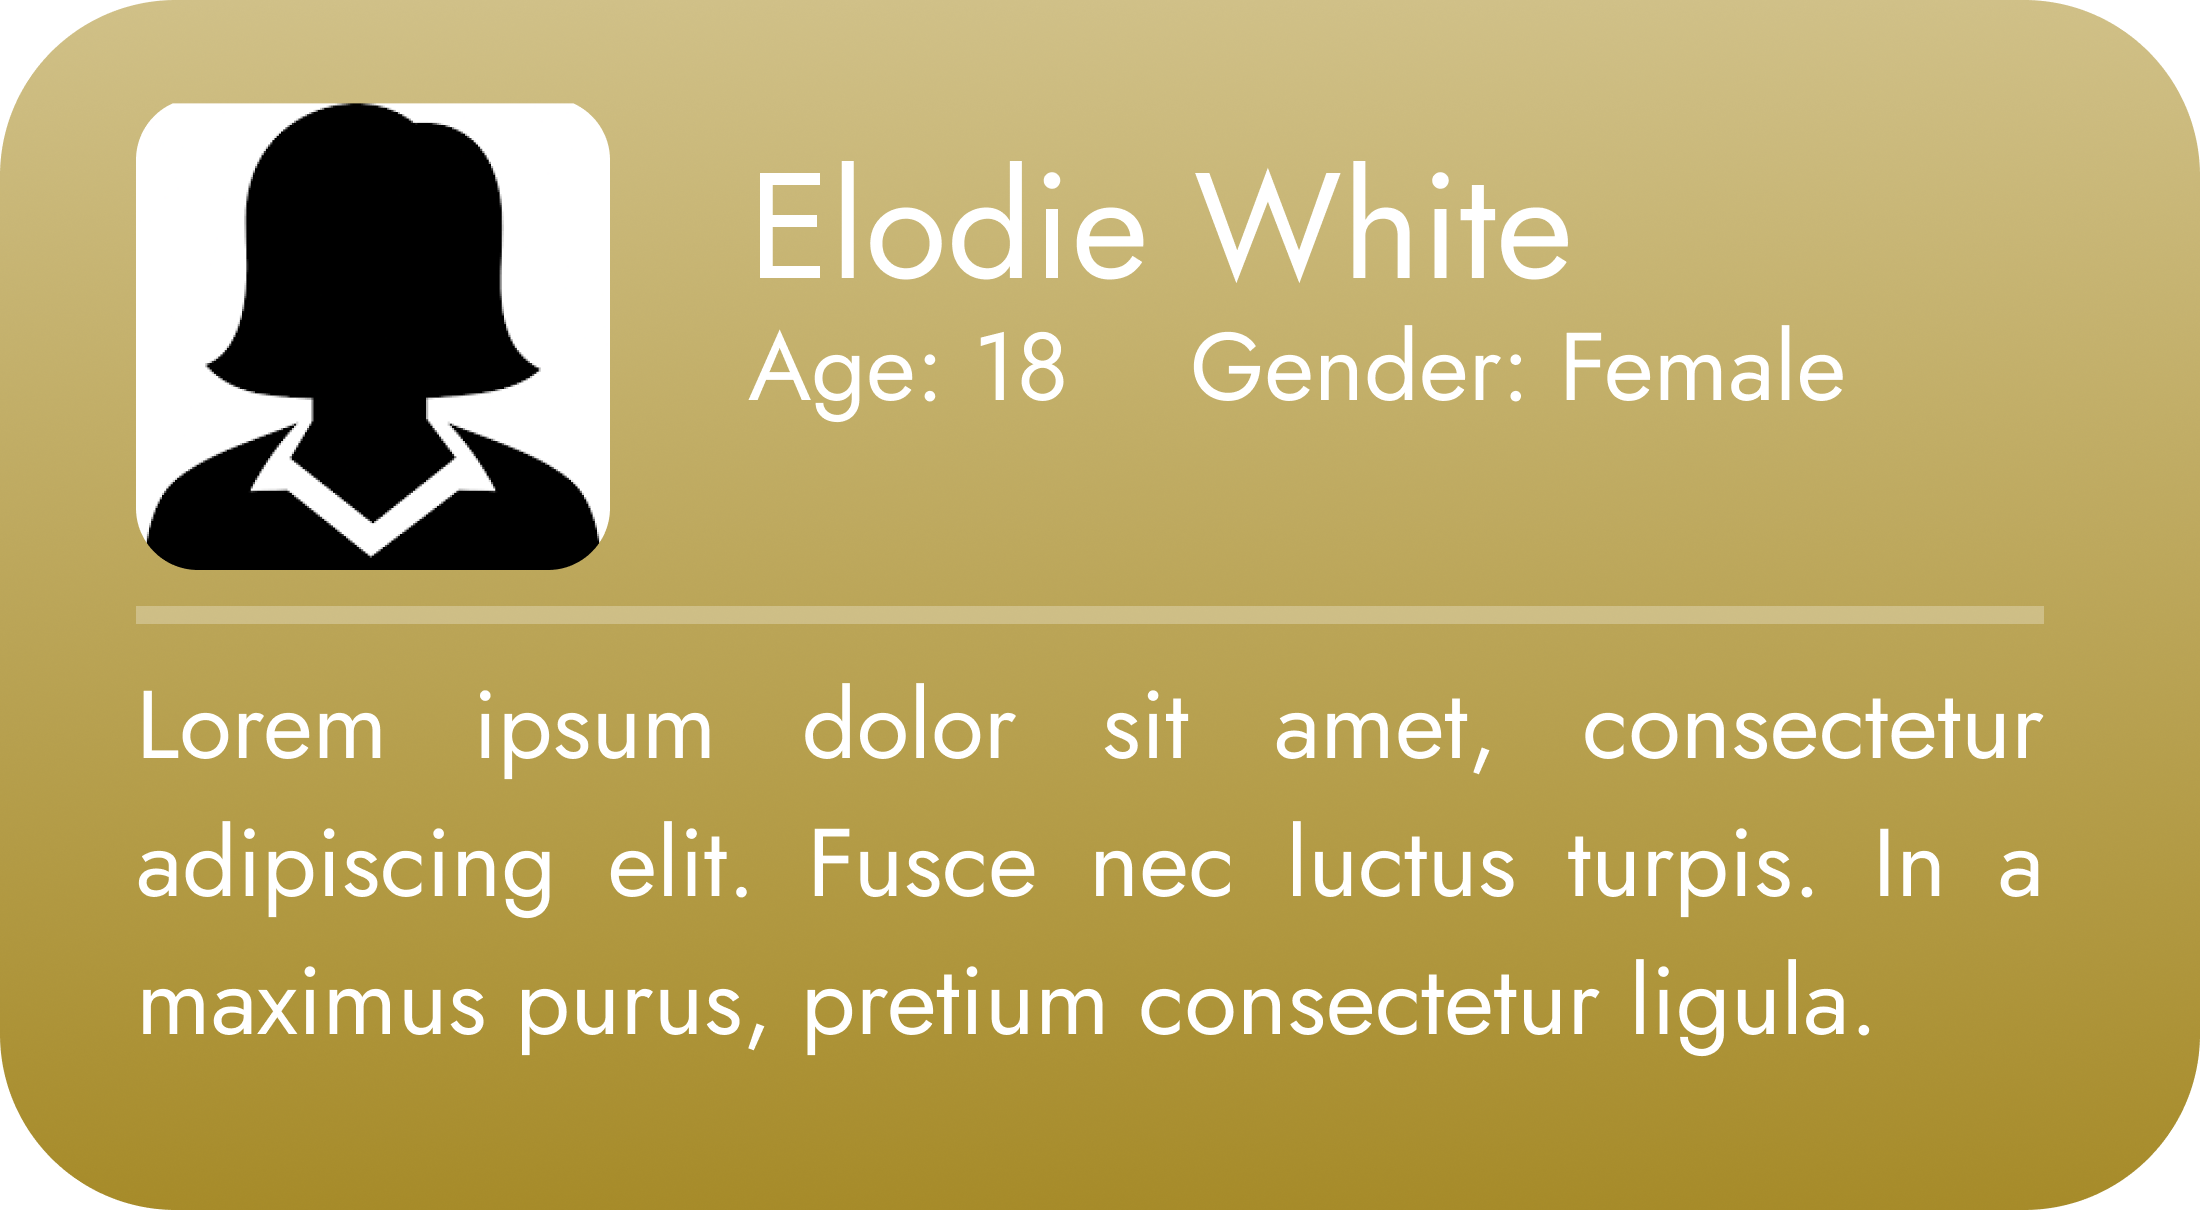 Elodie White
Age: 18 Gender: Female
Lorem ipsum dolor sit amet, consectetur
adipiscing elit. Fusce nec luctus turpis. In a
maximus purus, pretium consectetur ligula.